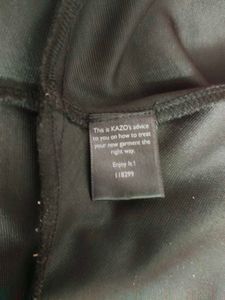 This is KAZO's advice
to you on how to treat
your new garment the
right way.
Enjoy It !
118299